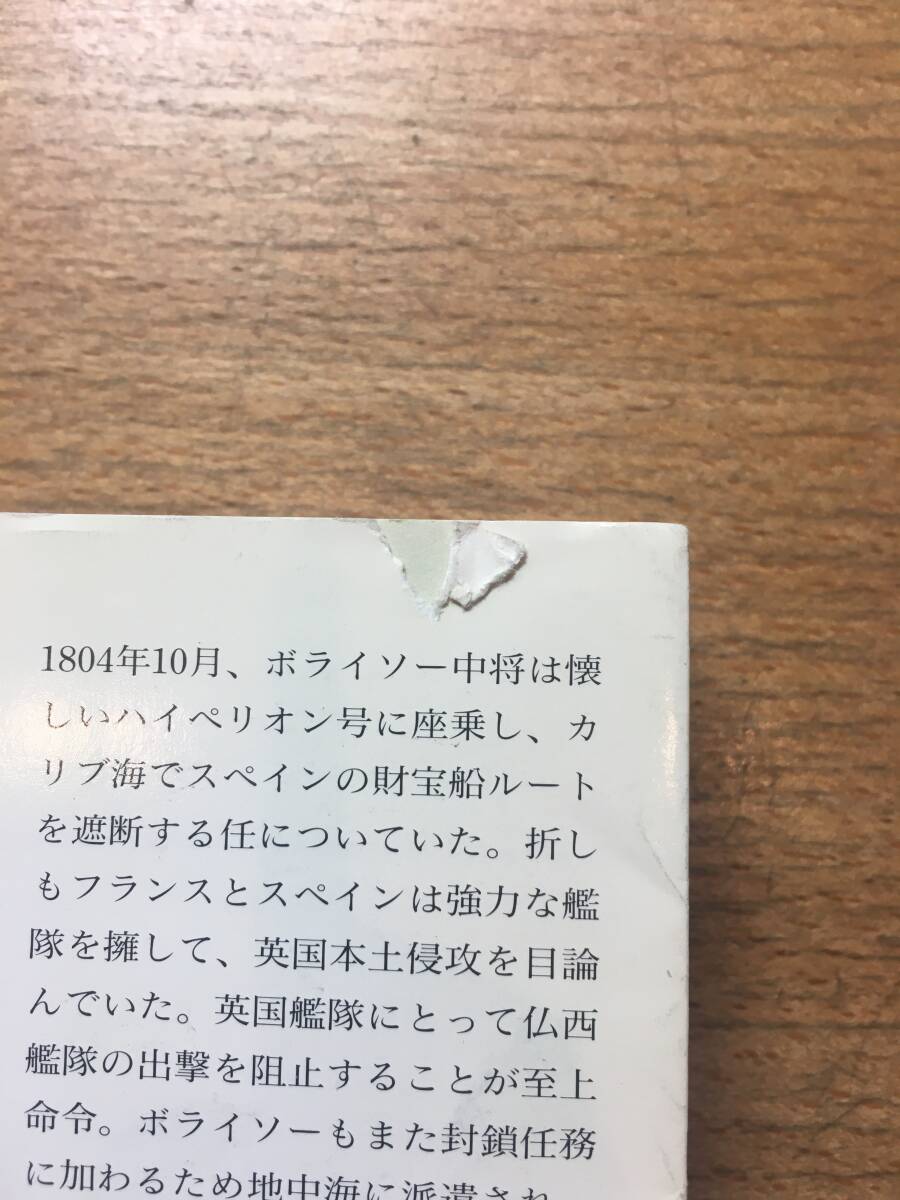 1804年10月、ボライソー中将は懐
しいハイペリオン号に座乗し、カ
リブ海でスペインの財宝船ルート
を遮断する任についていた。折し
もフランスとスペインは強力な艦
隊を擁して、英国本土侵攻を目論
んでいた。英国艦隊にとって仏西
艦隊の出撃を阻止することが至上
命令。ボライソーもまた封鎖任務
に加わるため地中海に派遣され、